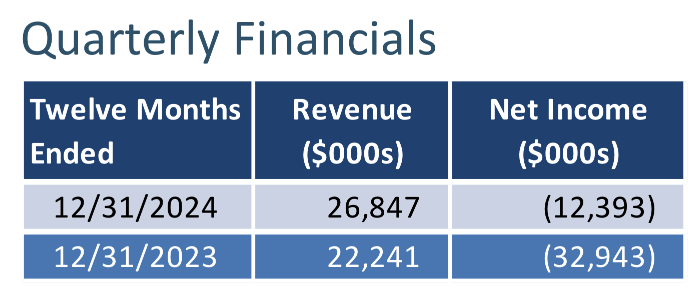 Quarterly Financials
Twelve Months Ended Revenue ($000s) Net Income ($000s)
12/31/2024 26,847 (12,393)
12/31/2023 22,241 (32,943)